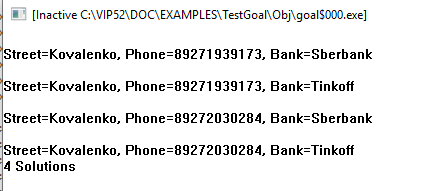 [Inactive C:\VIP52\DOC\EXAMPLES\TestGoal\Obj\goal$000.exe]
Street=Kovalenko, Phone=89271939173, Bank=Sberbank
Street=Kovalenko, Phone=89271939173, Bank=Tinkoff
Street=Kovalenko, Phone=89272030284, Bank=Sberbank
Street=Kovalenko, Phone=89272030284, Bank=Tinkoff
4 Solutions